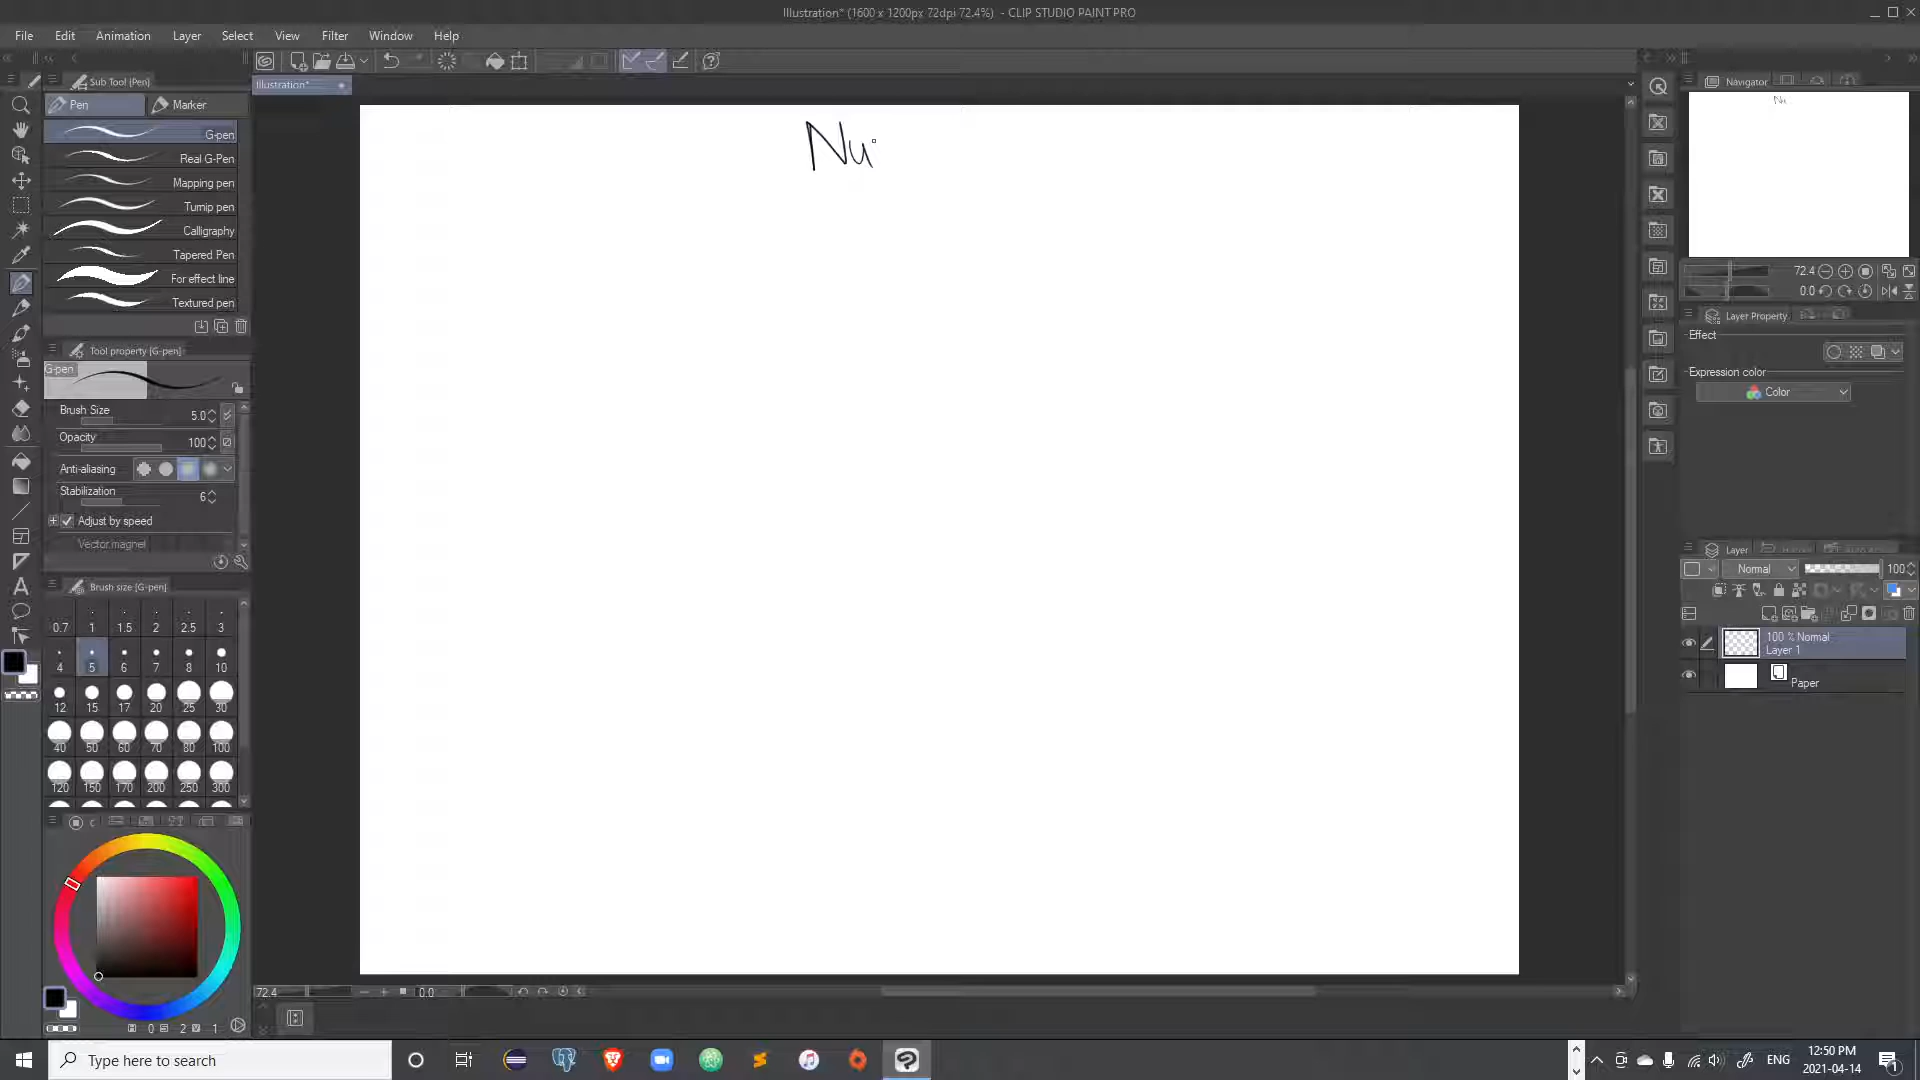 Illustration* (1600 x 1200px 72dpi 72.4%) - CLIP STUDIO PAINT PRO
File Edit Animation Layer Select View Filter Window Help
Sub Tool [Pen]
Illustration*
Navigator
Pen Marker
Nu
G-pen
Real G-Pen
Mapping pen
Turnip pen
Calligraphy
Tapered Pen
For effect line
Textured pen
72.4
0.0
Layer Property
Effect
Expression color
Color
Tool property [G-pen]
G-pen
Brush Size 5.0
Opacity 100
Anti-aliasing
Stabilization 6
Adjust by speed
Vector magnet
Brush size [G-pen]
0.7 1 1.5 2 2.5 3
4 5 6 7 8 10
12 15 17 20 25 30
40 50 60 70 80 100
120 150 170 200 250 300
Layer
Normal 100
100 % Normal
Layer 1
Paper
72.4 0.0
0 2 1
Type here to search
ENG
12:50 PM
2021-04-14
1